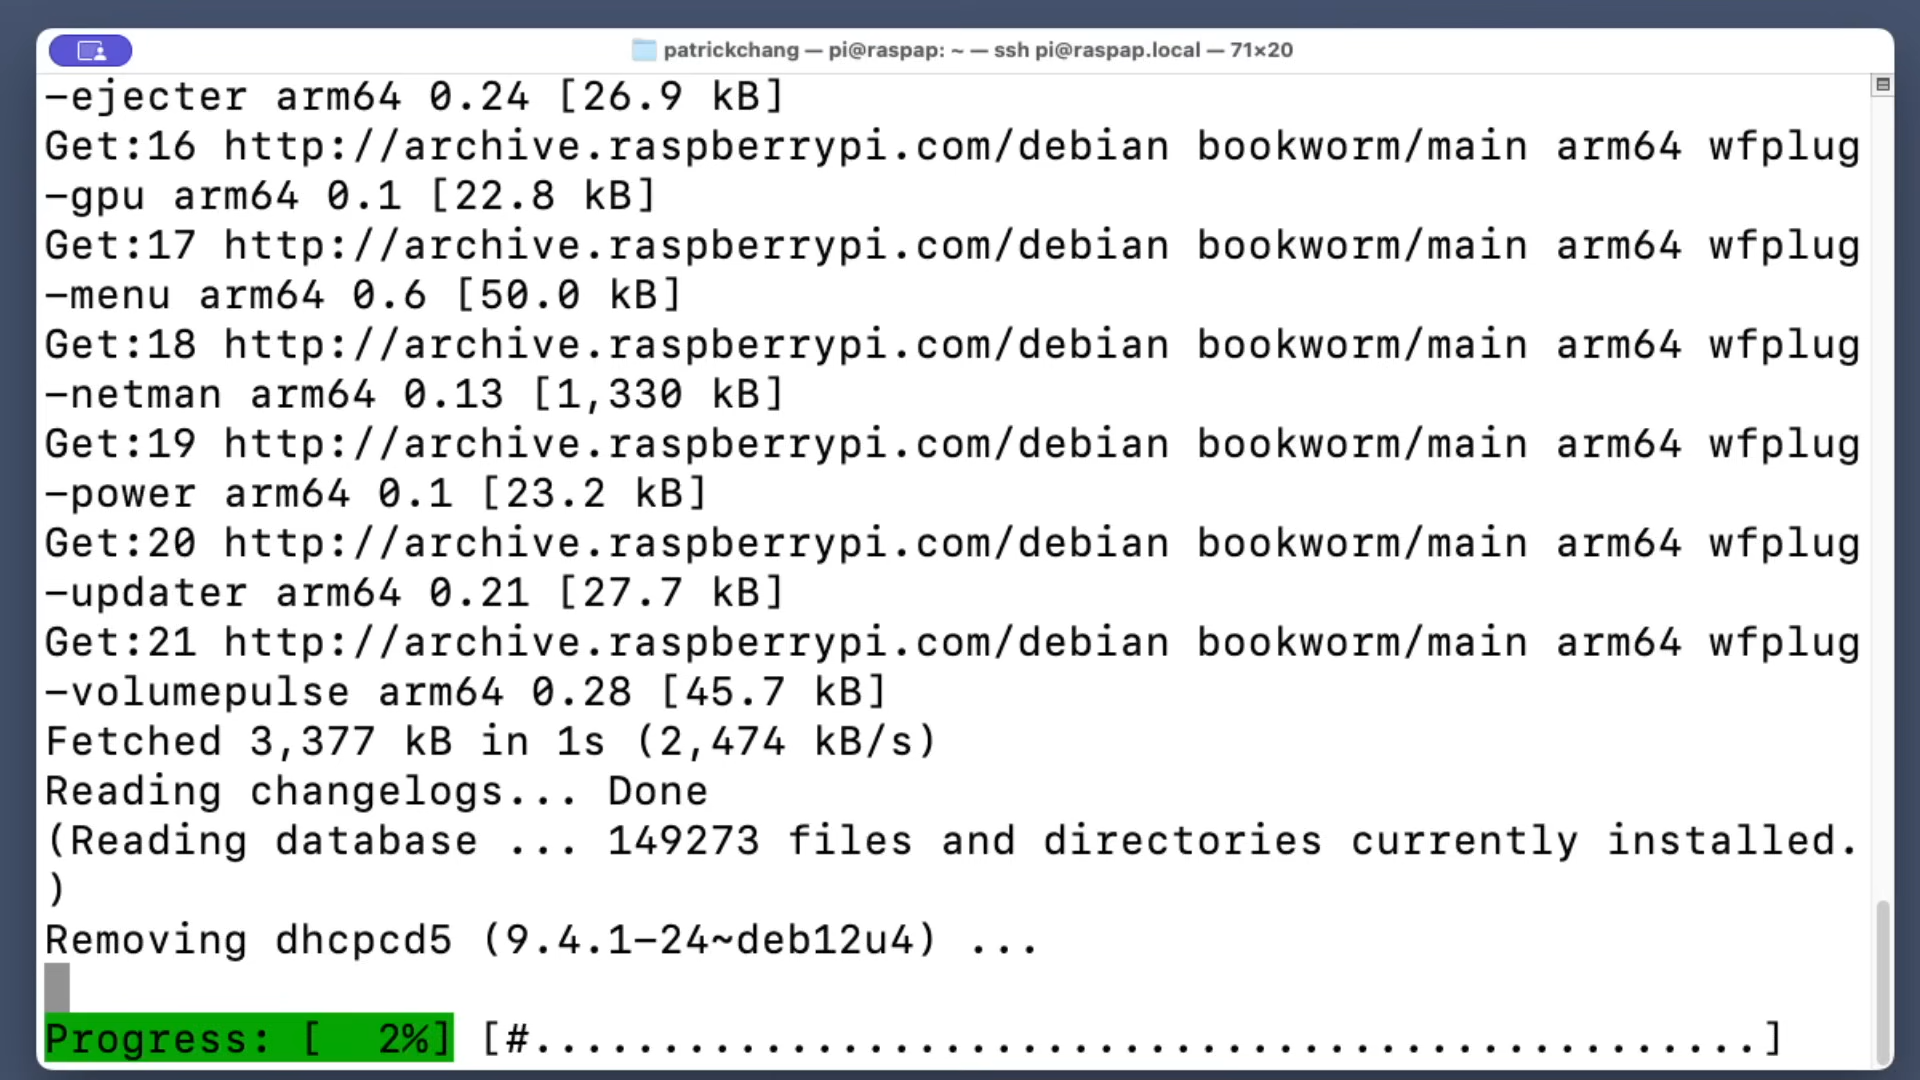 patrickchang — pi@raspap: ~ — ssh pi@raspap.local — 71×20
-ejecter arm64 0.24 [26.9 kB]
Get:16 http://archive.raspberrypi.com/debian bookworm/main arm64 wfplug
-gpu arm64 0.1 [22.8 kB]
Get:17 http://archive.raspberrypi.com/debian bookworm/main arm64 wfplug
-menu arm64 0.6 [50.0 kB]
Get:18 http://archive.raspberrypi.com/debian bookworm/main arm64 wfplug
-netman arm64 0.13 [1,330 kB]
Get:19 http://archive.raspberrypi.com/debian bookworm/main arm64 wfplug
-power arm64 0.1 [23.2 kB]
Get:20 http://archive.raspberrypi.com/debian bookworm/main arm64 wfplug
-updater arm64 0.21 [27.7 kB]
Get:21 http://archive.raspberrypi.com/debian bookworm/main arm64 wfplug
-volumepulse arm64 0.28 [45.7 kB]
Fetched 3,377 kB in 1s (2,474 kB/s)
Reading changelogs... Done
(Reading database ... 149273 files and directories currently installed.
)
Removing dhcpcd5 (9.4.1-24~deb12u4) ...
Progress: [  2%] [#................................................]